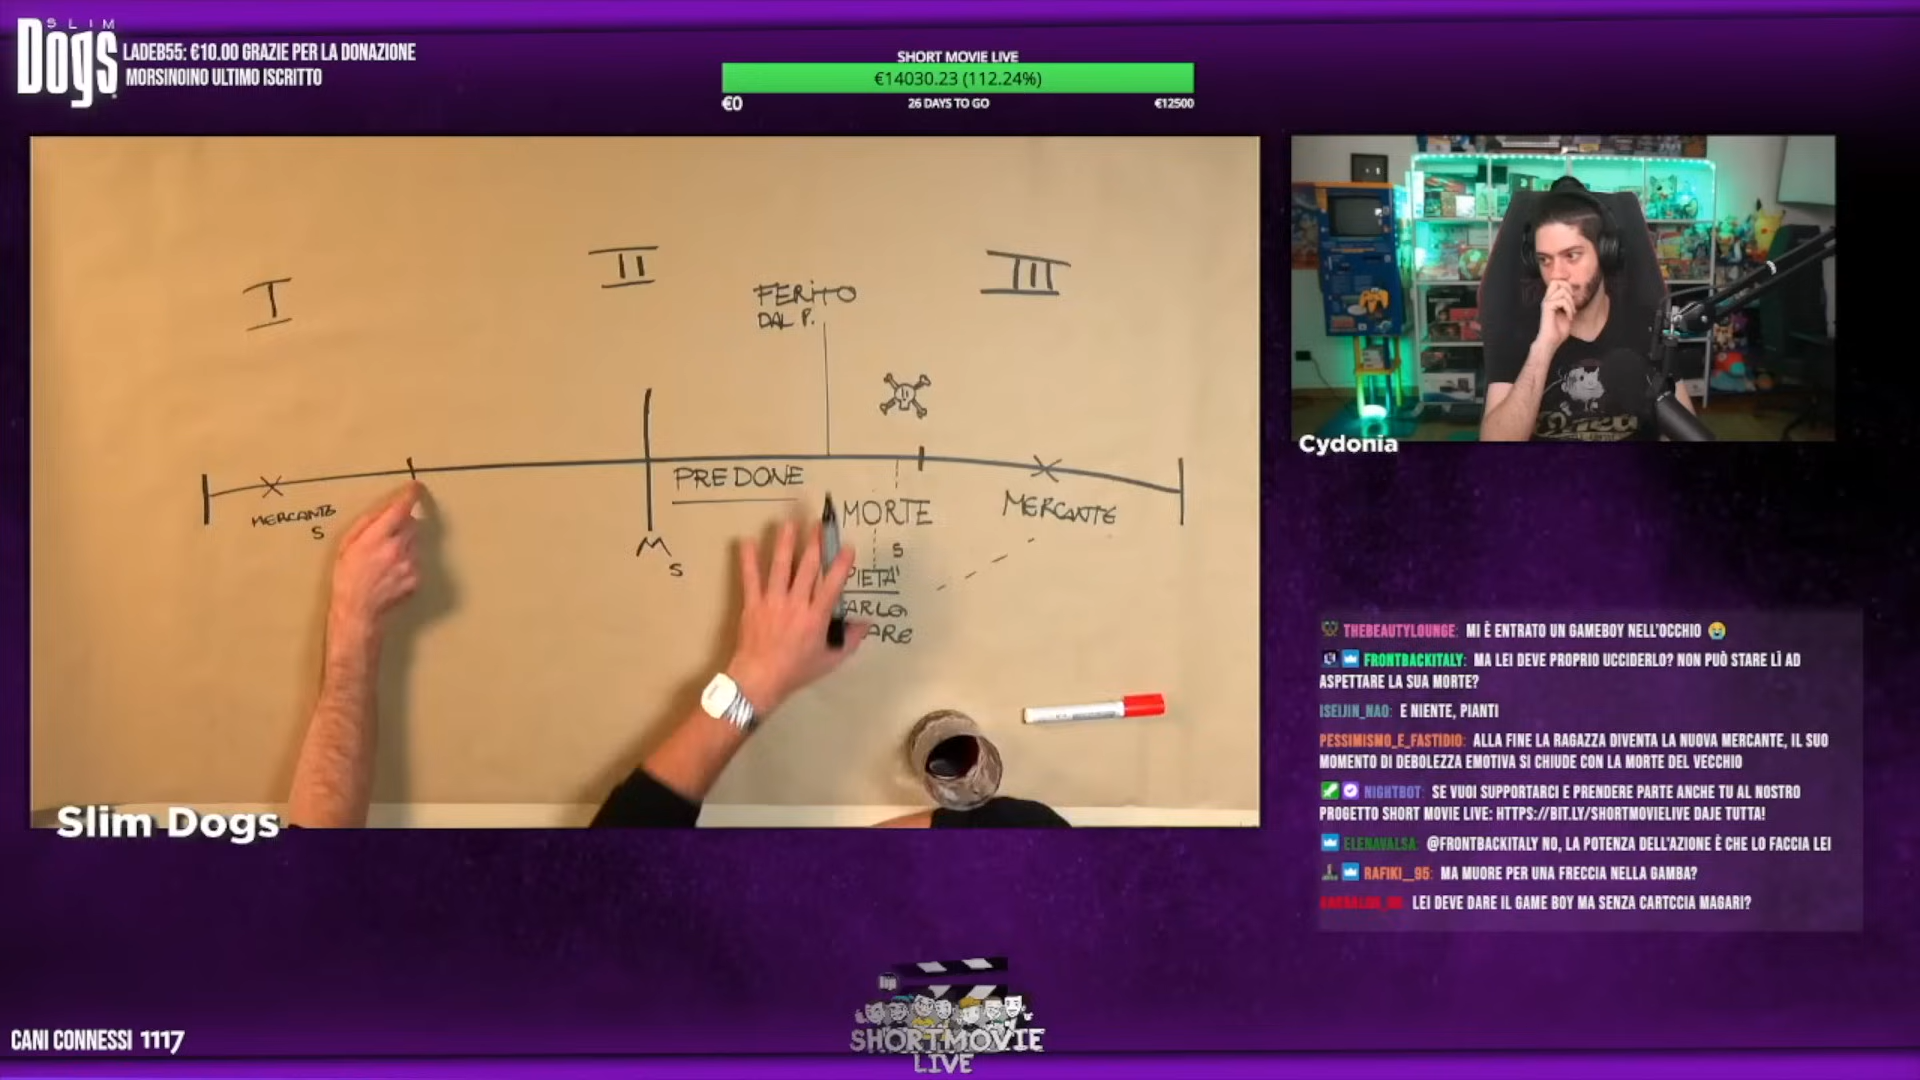 SLIM
Dogs
LADEB55: €10.00 GRAZIE PER LA DONAZIONE
MORSINOINO ULTIMO ISCRITTO
SHORT MOVIE LIVE
€14030.23 (112.24%)
€0
26 DAYS TO GO
€12500
I
II
III
FERITO
DAL P.
PREDONE
MORTE
MERCANTE
S
M
S
S
PIETA'
MERCANTE
Slim Dogs
Cydonia
THEBEAUTYLOUNGE: MI È ENTRATO UN GAMEBOY NELL'OCCHIO 😭
FRONTBACKITALY: MA LEI DEVE PROPRIO UCCIDERLO? NON PUÒ STARE LÌ AD
ASPETTARE LA SUA MORTE?
ISEIJIN_NAO: E NIENTE, PIANTI
PESSIMISMO_E_FASTIDIO: ALLA FINE LA RAGAZZA DIVENTA LA NUOVA MERCANTE, IL SUO
MOMENTO DI DEBOLEZZA EMOTIVA SI CHIUDE CON LA MORTE DEL VECCHIO
NIGHTBOT: SE VUOI SUPPORTARCI E PRENDERE PARTE ANCHE TU AL NOSTRO
PROGETTO SHORT MOVIE LIVE: HTTPS://BIT.LY/SHORTMOVIELIVE DAJE TUTTA!
ELENAVALSA: @FRONTBACKITALY NO, LA POTENZA DELL'AZIONE È CHE LO FACCIA LEI
RAFIKI__95: MA MUORE PER UNA FRECCIA NELLA GAMBA?
LEI DEVE DARE IL GAME BOY MA SENZA CARTCCIA MAGARI?
SHORTMOVIE
LIVE
CANI CONNESSI 1117